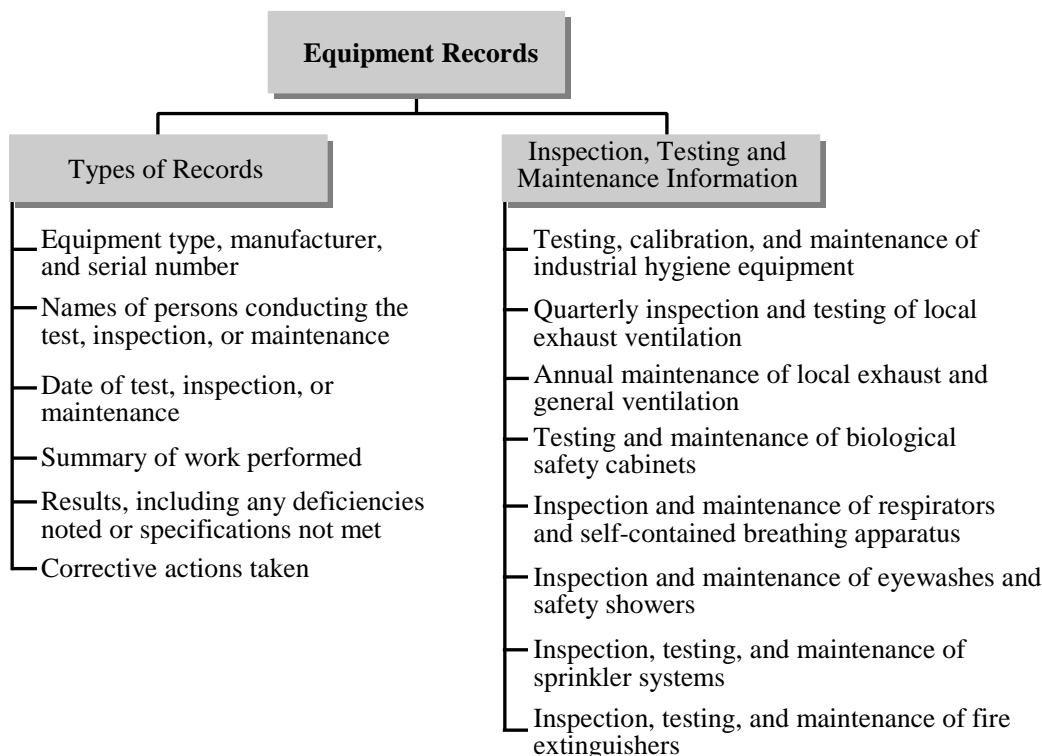 Equipment Records
Types of Records
Equipment type, manufacturer,
and serial number
Names of persons conducting the
test, inspection, or maintenance
Date of test, inspection, or
maintenance
Summary of work performed
Results, including any deficiencies
noted or specifications not met
Corrective actions taken
Inspection, Testing and
Maintenance Information
Testing, calibration, and maintenance of
industrial hygiene equipment
Quarterly inspection and testing of local
exhaust ventilation
Annual maintenance of local exhaust and
general ventilation
Testing and maintenance of biological
safety cabinets
Inspection and maintenance of respirators
and self-contained breathing apparatus
Inspection and maintenance of eyewashes and
safety showers
Inspection, testing, and maintenance of
sprinkler systems
Inspection, testing, and maintenance of fire
extinguishers